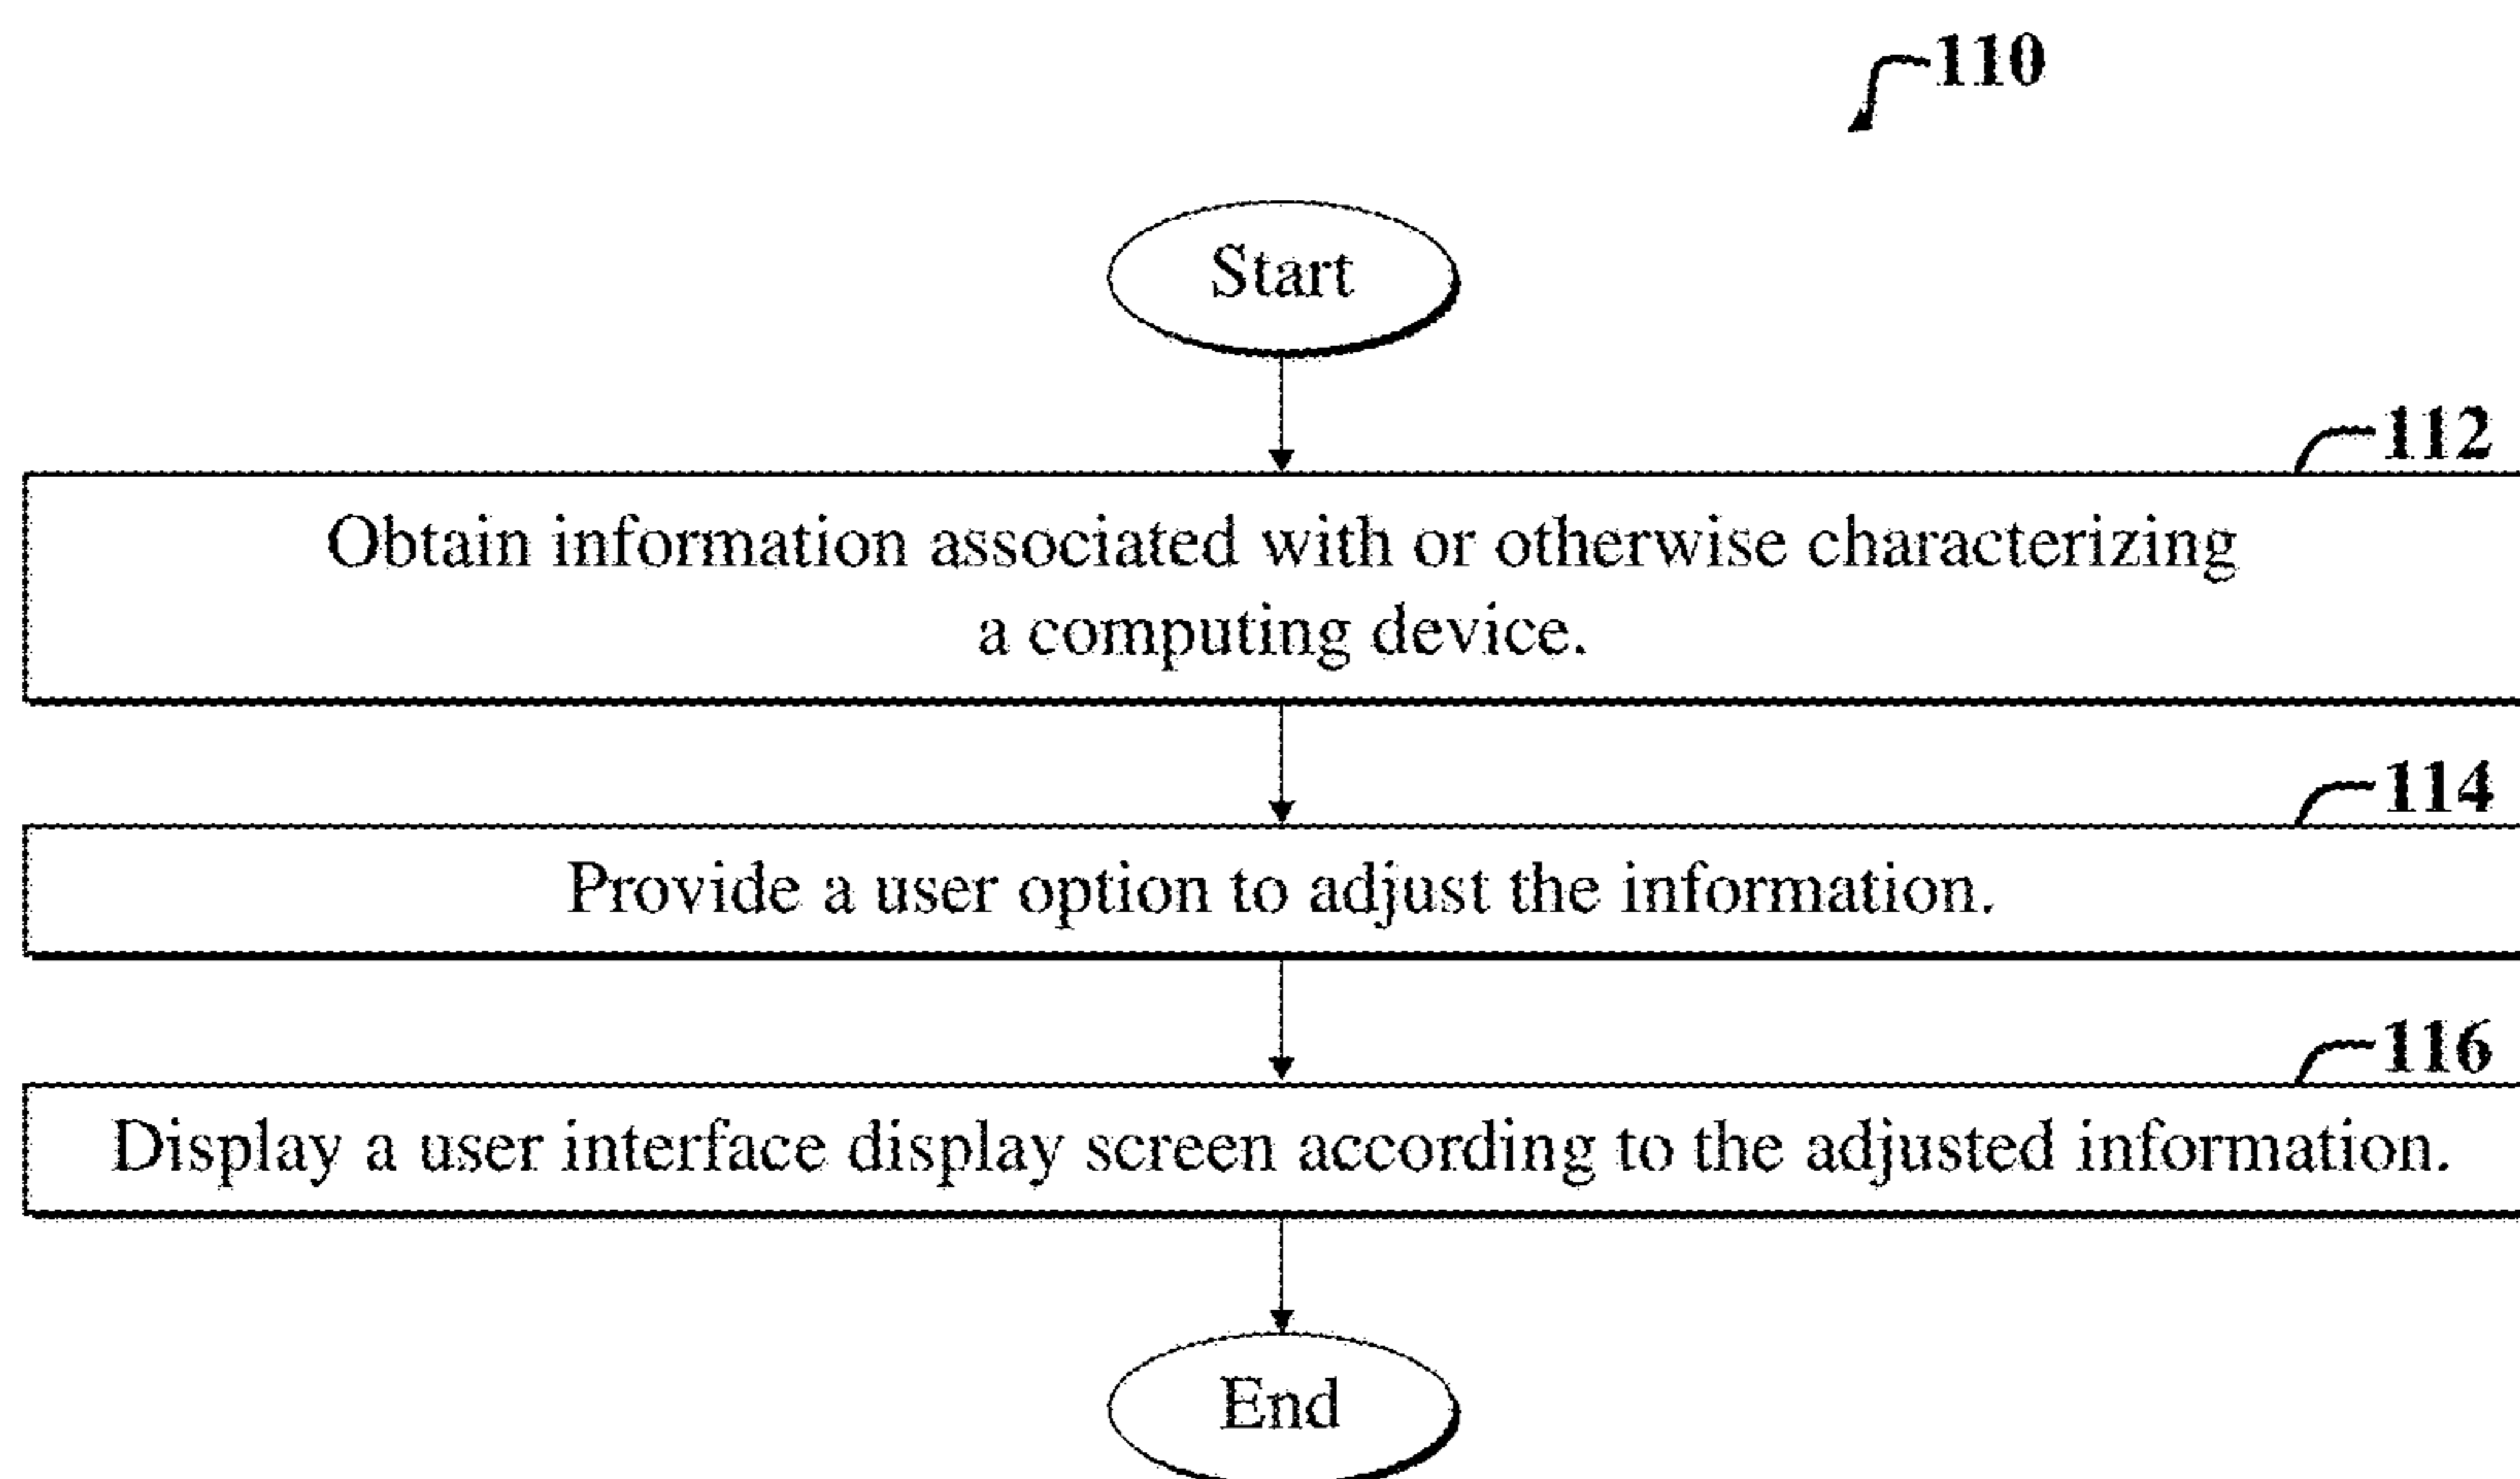 110
Start
112
Obtain information associated with or otherwise characterizing
a computing device.
114
Provide a user option to adjust the information.
116
Display a user interface display screen according to the adjusted information.
End